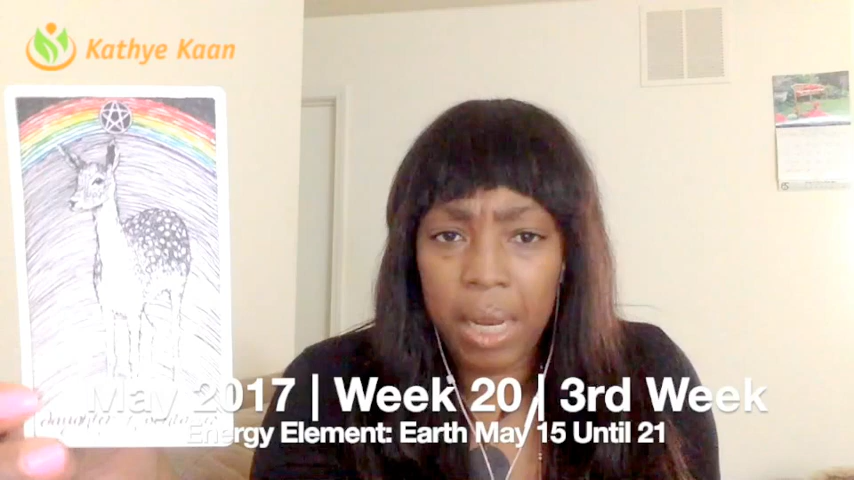 Kathye Kaan
May 2017 | Week 20 | 3rd Week
Energy Element: Earth May 15 Until 21